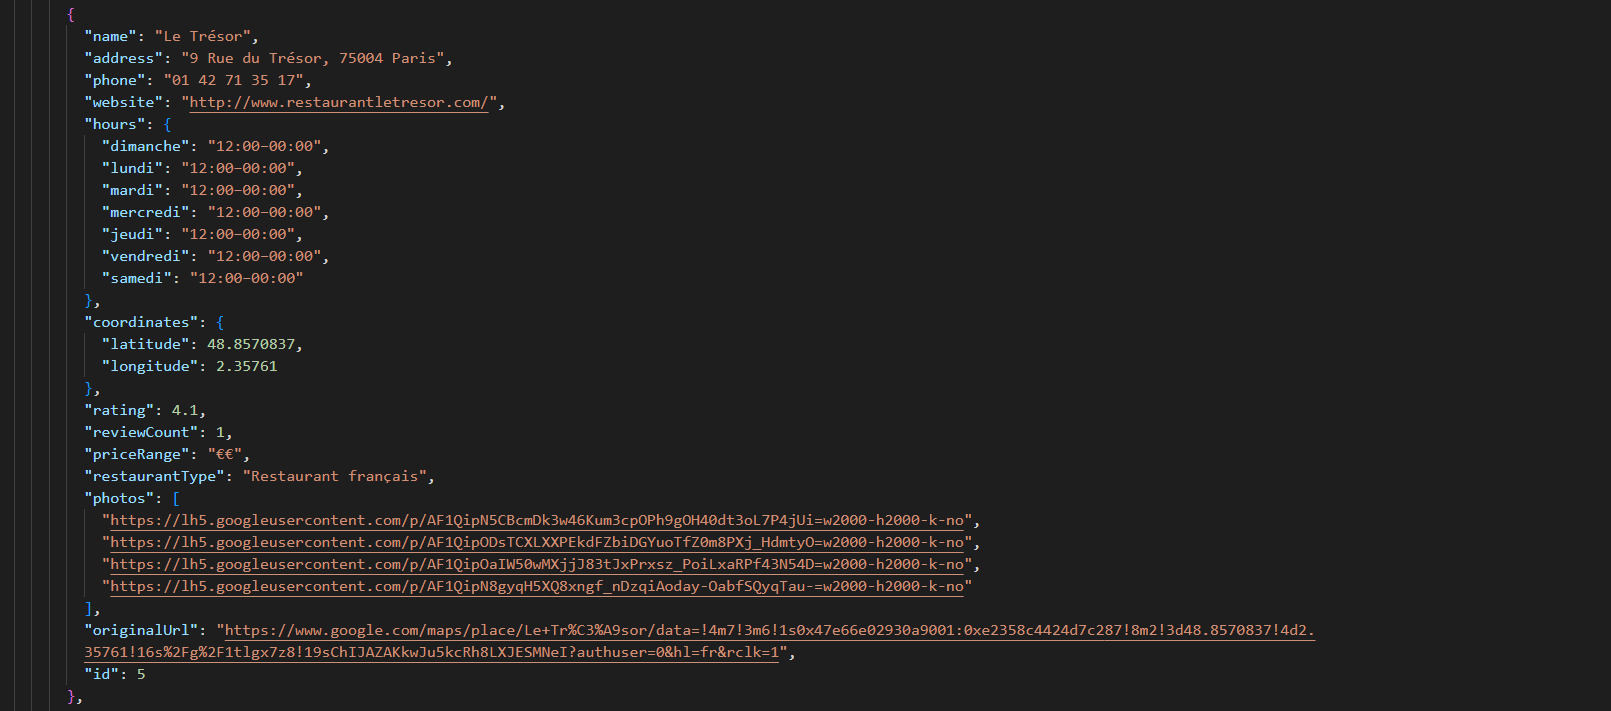 {
"name": "Le Trésor",
"address": "9 Rue du Trésor, 75004 Paris",
"phone": "01 42 71 35 17",
"website": "http://www.restaurantletresor.com/",
"hours": {
"dimanche": "12:00–00:00",
"lundi": "12:00–00:00",
"mardi": "12:00–00:00",
"mercredi": "12:00–00:00",
"jeudi": "12:00–00:00",
"vendredi": "12:00–00:00",
"samedi": "12:00–00:00"
},
"coordinates": {
"latitude": 48.8570837,
"longitude": 2.35761
},
"rating": 4.1,
"reviewCount": 1,
"priceRange": "€€",
"restaurantType": "Restaurant français",
"photos": [
"https://lh5.googleusercontent.com/p/AF1QipN5CBcmDk3w46Kum3cpOPh9gOH40dt3oL7P4jUi=w2000-h2000-k-no",
"https://lh5.googleusercontent.com/p/AF1QipODsTCXLXXPEkdFZbiDGYuoTfZ0m8PXj_HdmtyO=w2000-h2000-k-no",
"https://lh5.googleusercontent.com/p/AF1QipOaIW50wMXjjJ83tJxPrxsz_PoiLxaRPf43N54D=w2000-h2000-k-no",
"https://lh5.googleusercontent.com/p/AF1QipN8gyqH5XQ8xngf_nDzqiAoday-OabfSQyqTau-=w2000-h2000-k-no"
],
"originalUrl": "https://www.google.com/maps/place/Le+Tr%C3%A9sor/data=!4m7!3m6!1s0x47e66e02930a9001:0xe2358c4424d7c287!8m2!3d48.8570837!4d2.
35761!16s%2Fg%2F1tlgx7z8!19sChIJAZAKkwJu5kcRh8LXJESMNeI?authuser=0&hl=fr&rclk=1",
"id": 5
},